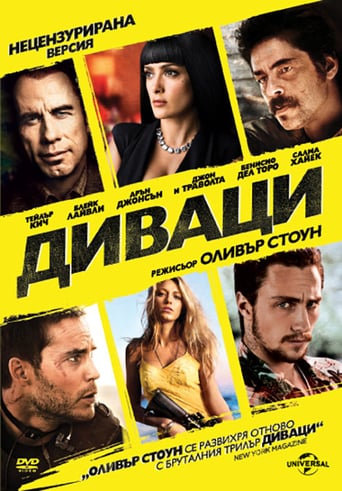 НЕЦЕНЗУРИРАНА
ВЕРСИЯ
ТЕЙЛЪР КИЧ
БЛЕЙК ЛАЙВЛИ
АРЪН ДЖОНСЪН
ДЖОН И ТРАВОЛТА
БЕНИСИО ДЕЛ ТОРО
САЛМА ХАЙЕК
ДИВАЦИ
РЕЖИСЬОР ОЛИВЪР СТОУН
„ОЛИВЪР СТОУН СЕ РАЗВИХРЯ ОТНОВО
С БРУТАЛНИЯ ТРИЛЪР ДИВАЦИ“
NEW YORK MAGAZINE
DVD
VIDEO
UNIVERSAL